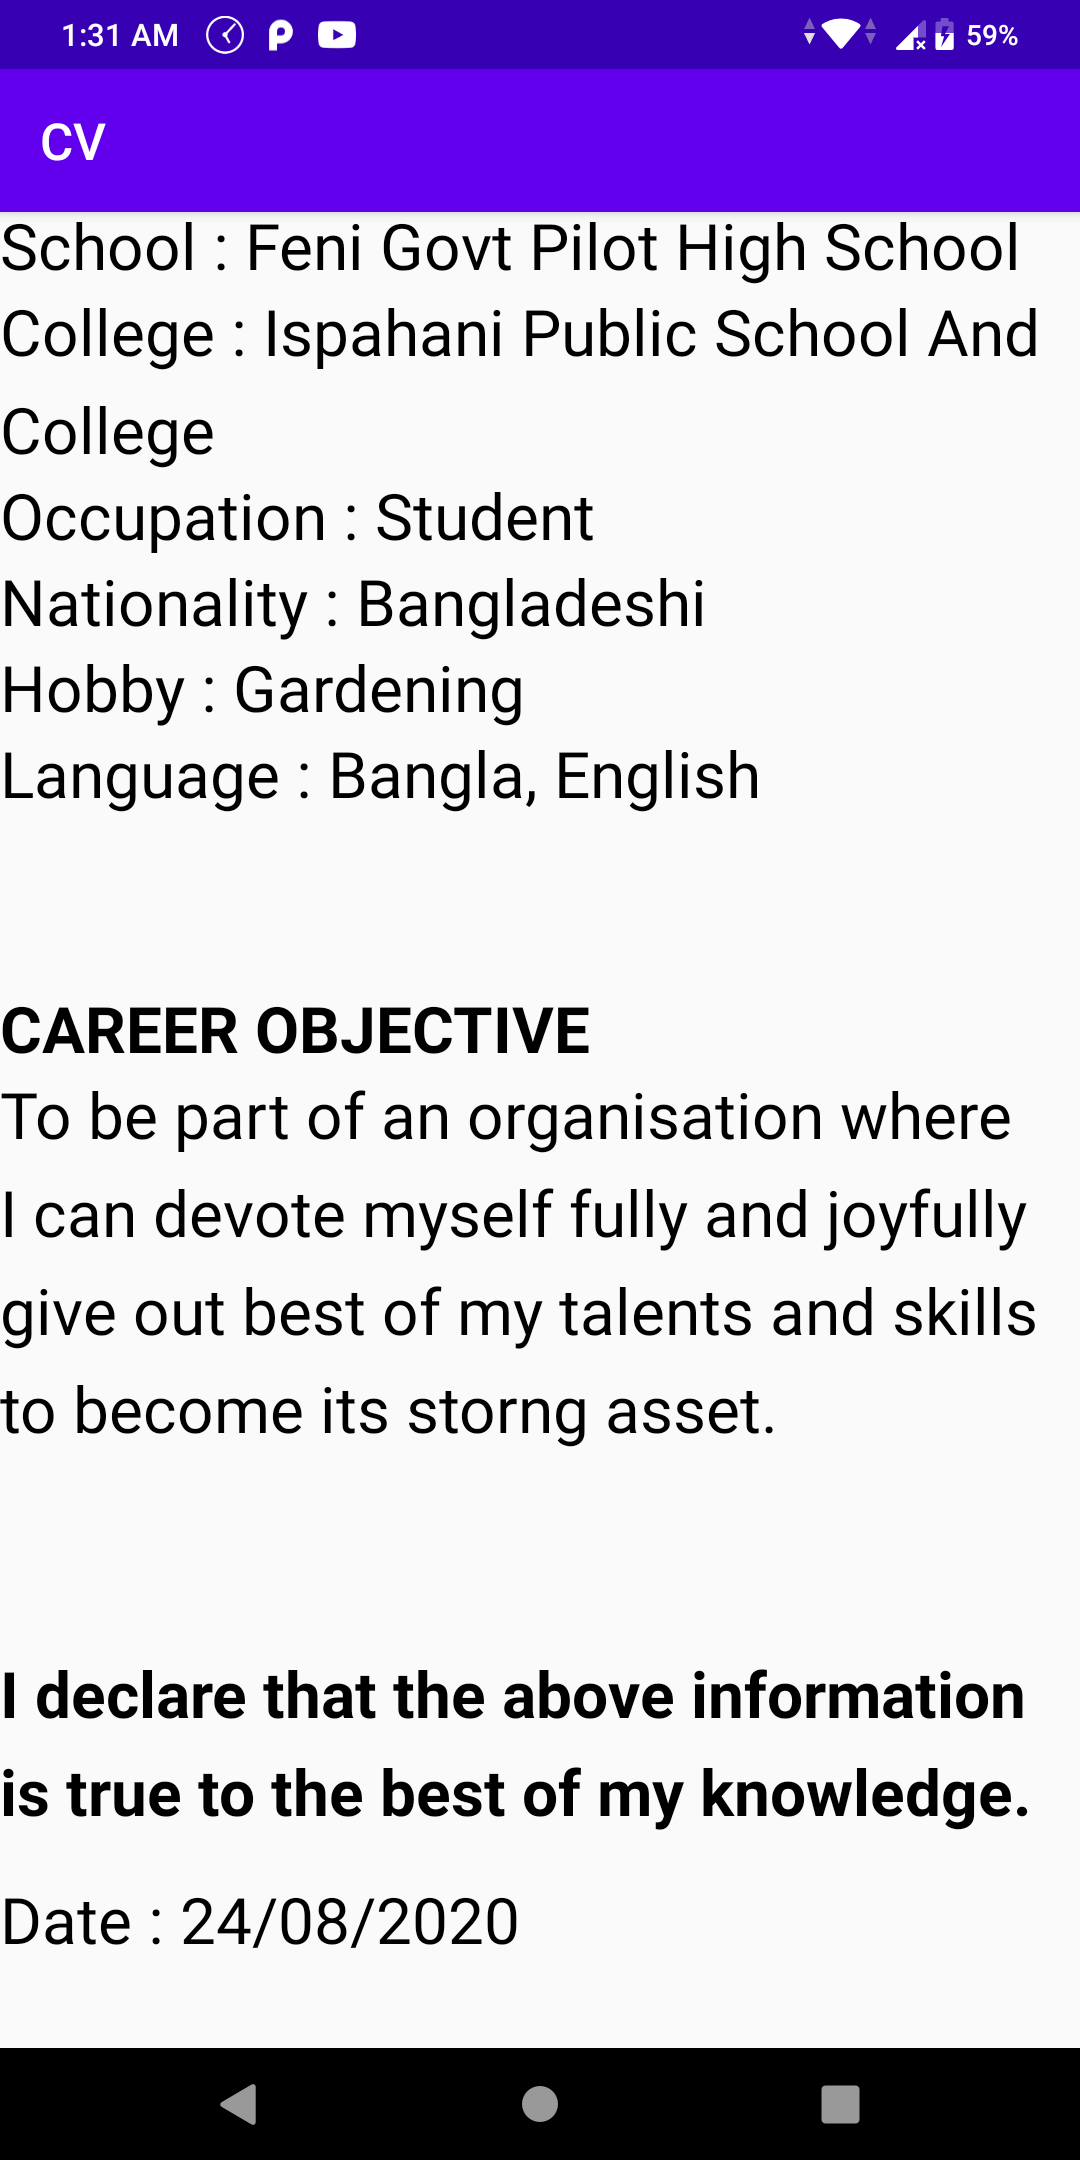 1:31 AM
59%
CV
School : Feni Govt Pilot High School
College : Ispahani Public School And
College
Occupation : Student
Nationality : Bangladeshi
Hobby : Gardening
Language : Bangla, English
CAREER OBJECTIVE
To be part of an organisation where
I can devote myself fully and joyfully
give out best of my talents and skills
to become its storng asset.
I declare that the above information
is true to the best of my knowledge.
Date : 24/08/2020